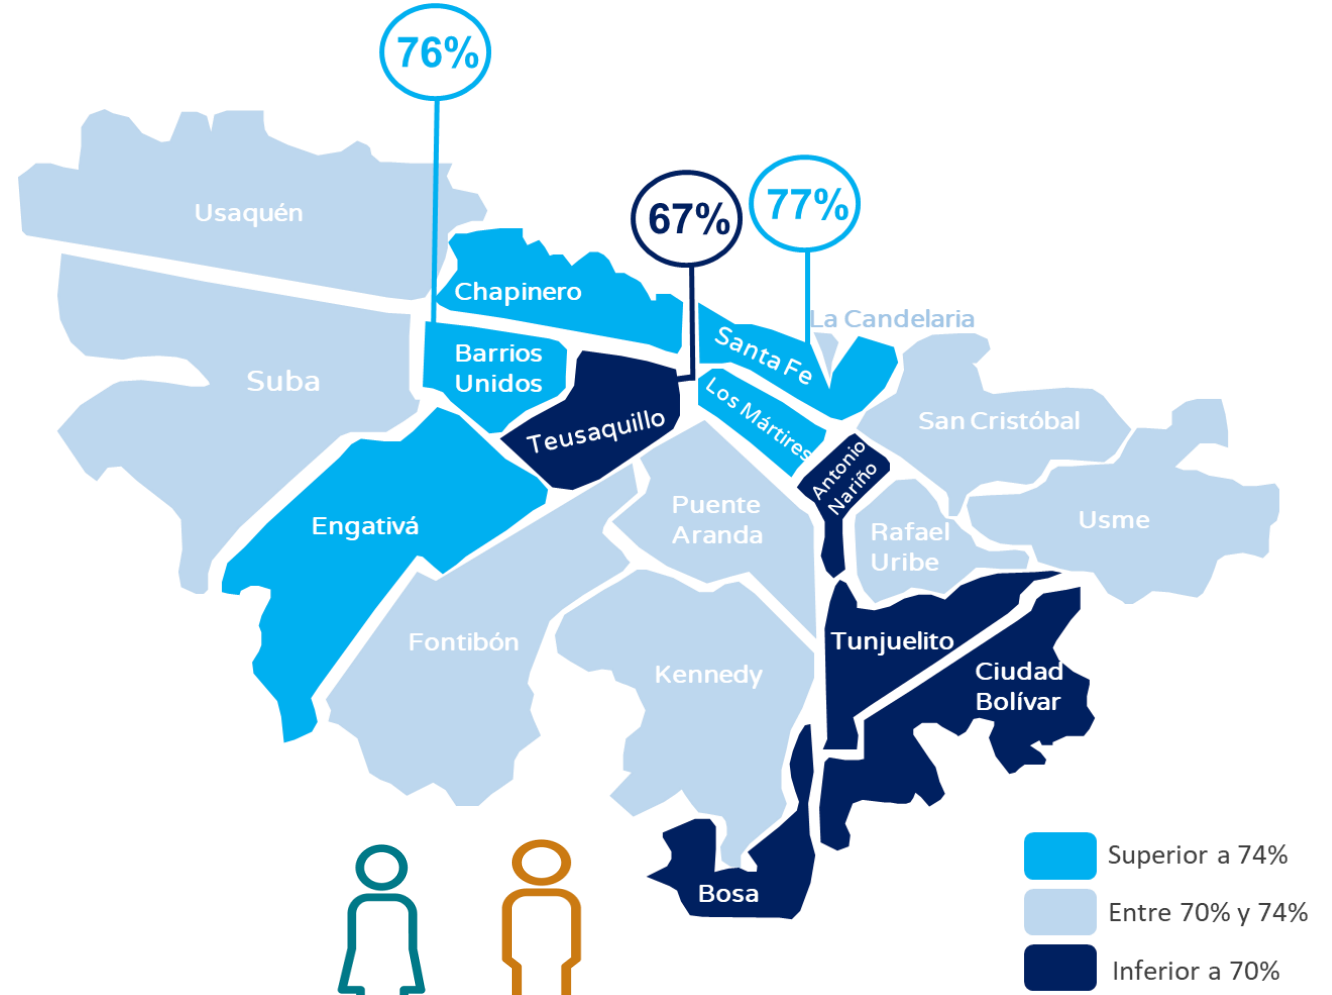 76%
77%
67%
Usaquén
Chapinero
La Candelaria
Santa Fe
Barrios
Unidos
Suba
Los Mártires
Teusaquillo
San Cristóbal
Antonio
Nariño
Engativá
Puente
Aranda
Rafael
Uribe
Usme
Fontibón
Kennedy
Tunjuelito
Ciudad
Bolívar
Bosa
Superior a 74%
Entre 70% y 74%
Inferior a 70%